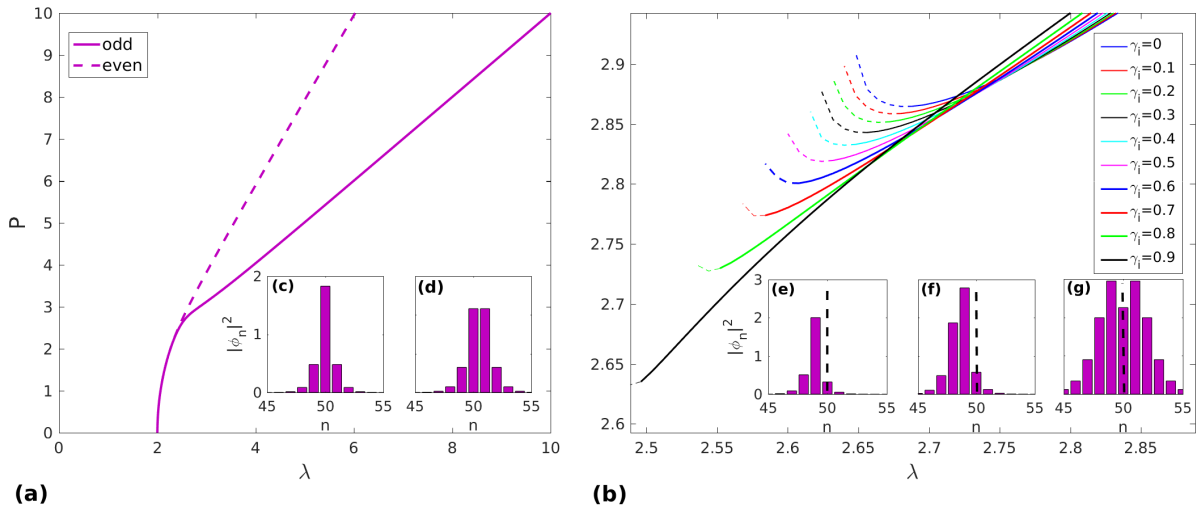 10
9
8
7
6
5
4
3
2
1
0
P
odd
even
0
2
4
6
8
10
λ
(a)
(c)
2
1
0
|ϕₙ|²
45
50
55
n
(d)
45
50
55
n
2.9
2.85
2.8
2.75
2.7
2.65
2.6
γᵢ=0
γᵢ=0.1
γᵢ=0.2
γᵢ=0.3
γᵢ=0.4
γᵢ=0.5
γᵢ=0.6
γᵢ=0.7
γᵢ=0.8
γᵢ=0.9
(e)
3
2
1
0
|ϕₙ|²
45
50
55
n
(f)
45
50
55
n
(g)
45
50
55
n
2.5
2.55
2.6
2.65
2.7
2.75
2.8
2.85
λ
(b)